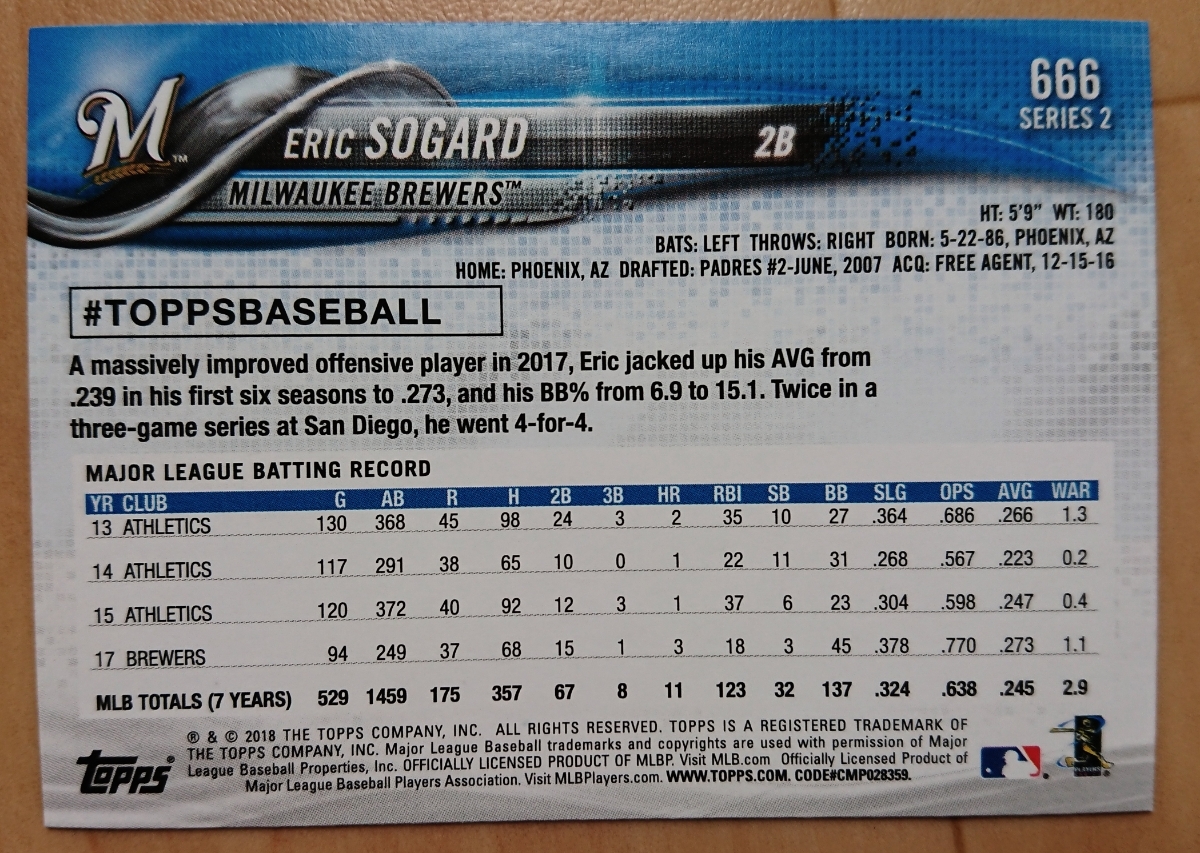 M™
666
SERIES 2
ERIC SOGARD 2B
MILWAUKEE BREWERS™
HT: 5'9" WT: 180
BATS: LEFT THROWS: RIGHT BORN: 5-22-86, PHOENIX, AZ
HOME: PHOENIX, AZ DRAFTED: PADRES #2-JUNE, 2007 ACQ: FREE AGENT, 12-15-16
#TOPPSBASEBALL
A massively improved offensive player in 2017, Eric jacked up his AVG from
.239 in his first six seasons to .273, and his BB% from 6.9 to 15.1. Twice in a
three-game series at San Diego, he went 4-for-4.
MAJOR LEAGUE BATTING RECORD
YR CLUB G AB R H 2B 3B HR RBI SB BB SLG OPS AVG WAR
13 ATHLETICS 130 368 45 98 24 3 2 35 10 27 .364 .686 .266 1.3
14 ATHLETICS 117 291 38 65 10 0 1 22 11 31 .268 .567 .223 0.2
15 ATHLETICS 120 372 40 92 12 3 1 37 6 23 .304 .598 .247 0.4
17 BREWERS 94 249 37 68 15 1 3 18 3 45 .378 .770 .273 1.1
MLB TOTALS (7 YEARS) 529 1459 175 357 67 8 11 123 32 137 .324 .638 .245 2.9
® & © 2018 THE TOPPS COMPANY, INC. ALL RIGHTS RESERVED. TOPPS IS A REGISTERED TRADEMARK OF
THE TOPPS COMPANY, INC. Major League Baseball trademarks and copyrights are used with permission of Major
League Baseball Properties, Inc. OFFICIALLY LICENSED PRODUCT OF MLBP. Visit MLB.com Officially Licensed Product of
Major League Baseball Players Association. Visit MLBPlayers.com. WWW.TOPPS.COM. CODE#CMP028359.
Topps®